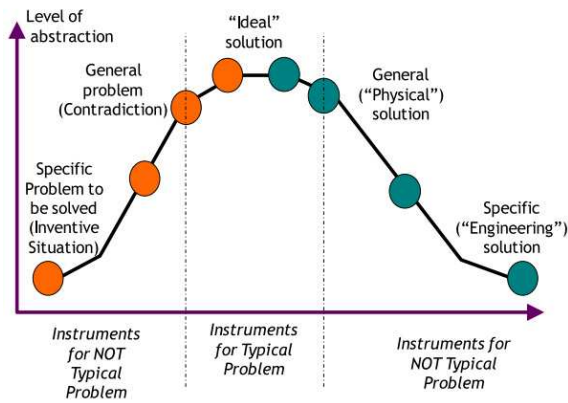 Level of
abstraction
“Ideal”
solution
General
problem
(Contradiction)
General
(“Physical”)
solution
Specific
Problem to
be solved
(Inventive
Situation)
Specific
(“Engineering”)
solution
Instruments
for NOT
Typical
Problem
Instruments
for Typical
Problem
Instruments for
NOT Typical
Problem